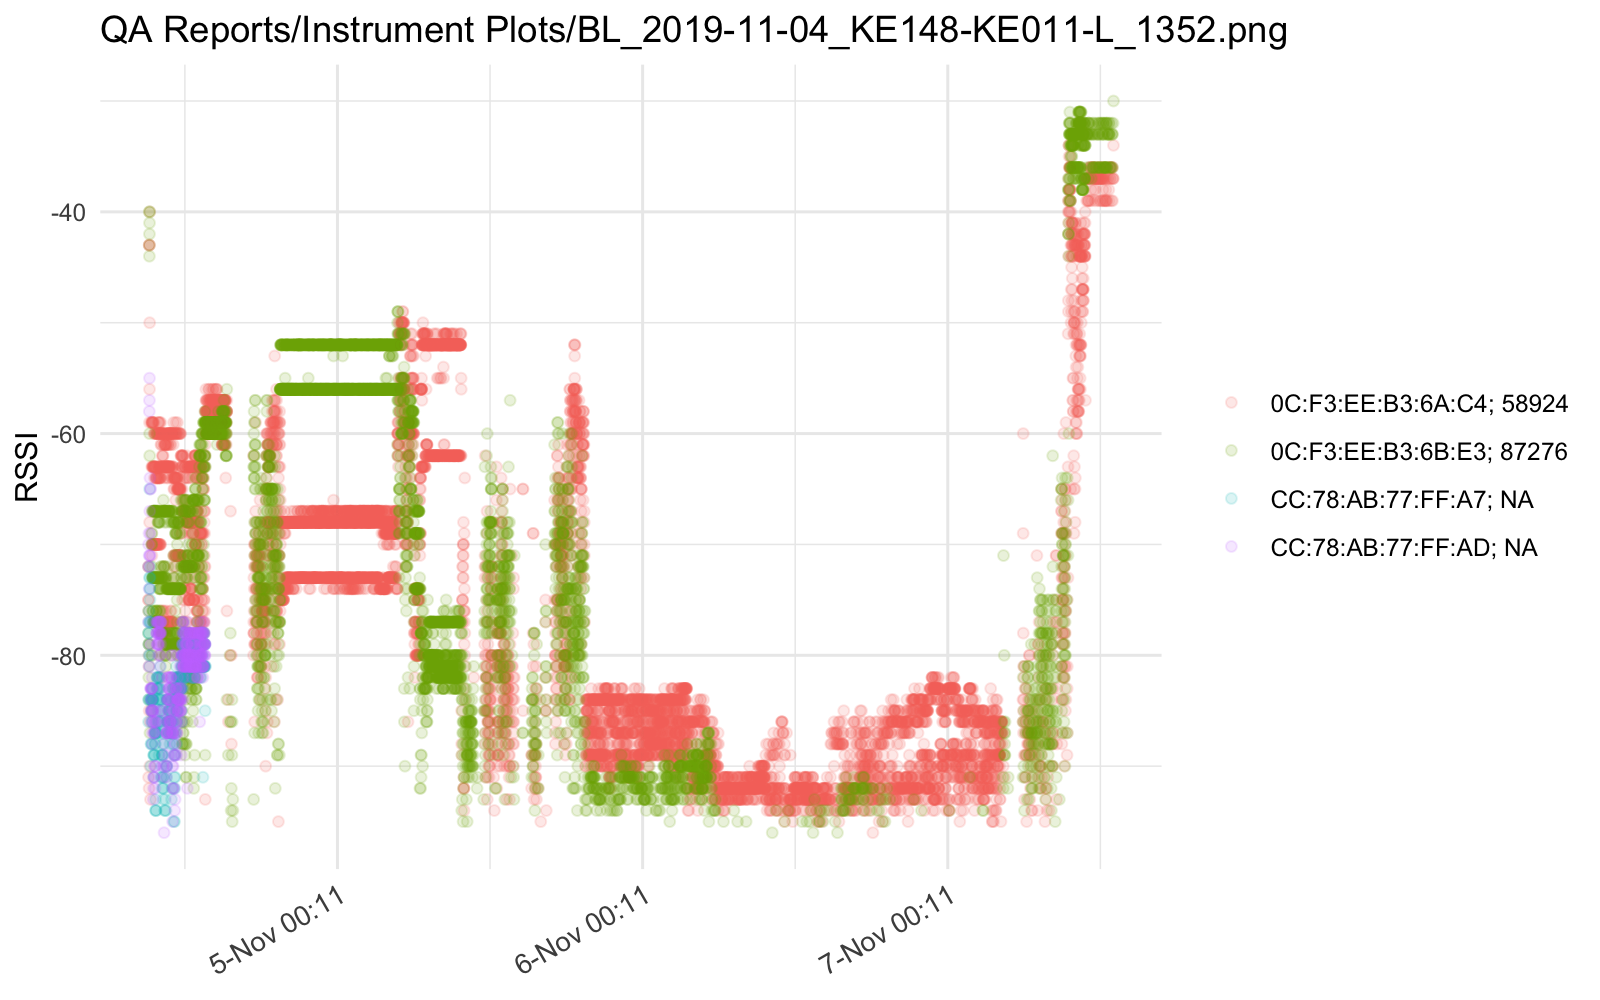 QA Reports/Instrument Plots/BL_2019-11-04_KE148-KE011-L_1352.png
RSSI
-40
-60
-80
5-Nov 00:11
6-Nov 00:11
7-Nov 00:11
0C:F3:EE:B3:6A:C4; 58924
0C:F3:EE:B3:6B:E3; 87276
CC:78:AB:77:FF:A7; NA
CC:78:AB:77:FF:AD; NA